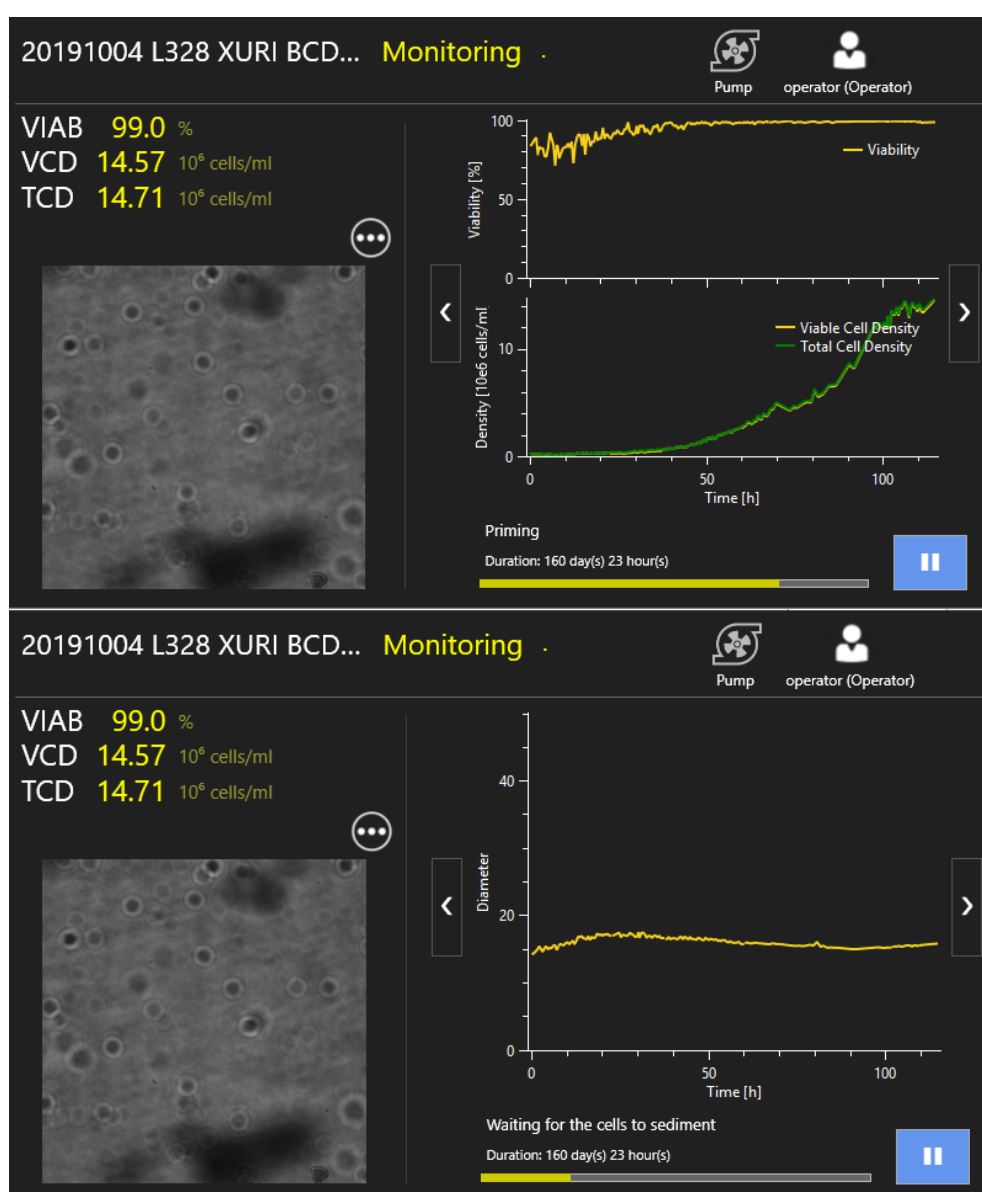 20191004 L328 XURI BCD... Monitoring .
Pump
operator (Operator)
VIAB 99.0 %
VCD 14.57 10⁶ cells/ml
TCD 14.71 10⁶ cells/ml
100
50
0
Viability [%]
Viability
10
0
Density [10e6 cells/ml
Viable Cell Density
Total Cell Density
0 50 100
Time [h]
Priming
Duration: 160 day(s) 23 hour(s)
20191004 L328 XURI BCD... Monitoring .
Pump
operator (Operator)
VIAB 99.0 %
VCD 14.57 10⁶ cells/ml
TCD 14.71 10⁶ cells/ml
40
20
0
Diameter
0 50 100
Time [h]
Waiting for the cells to sediment
Duration: 160 day(s) 23 hour(s)